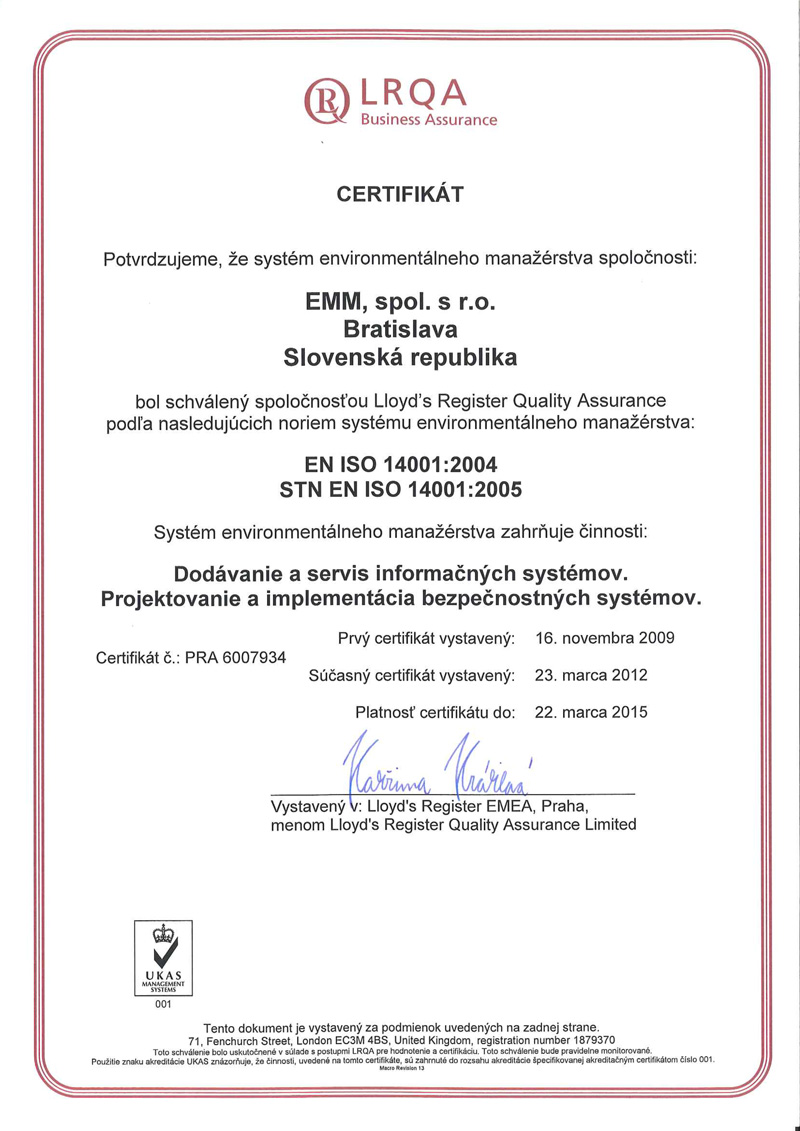 LRQA
Business Assurance
CERTIFIKÁT
Potvrdzujeme, že systém environmentálneho manažérstva spoločnosti:
EMM, spol. s r.o.
Bratislava
Slovenská republika
bol schválený spoločnosťou Lloyd's Register Quality Assurance
podľa nasledujúcich noriem systému environmentálneho manažérstva:
EN ISO 14001:2004
STN EN ISO 14001:2005
Systém environmentálneho manažérstva zahrňuje činnosti:
Dodávanie a servis informačných systémov.
Projektovanie a implementácia bezpečnostných systémov.
Prvý certifikát vystavený: 16. novembra 2009
Certifikát č.: PRA 6007934
Súčasný certifikát vystavený: 23. marca 2012
Platnosť certifikátu do: 22. marca 2015
Vystavený v: Lloyd's Register EMEA, Praha,
menom Lloyd's Register Quality Assurance Limited
UKAS
MANAGEMENT
SYSTEMS
001
Tento dokument je vystavený za podmienok uvedených na zadnej strane.
71, Fenchurch Street, London EC3M 4BS, United Kingdom, registration number 1879370
Toto schválenie bolo uskutočnené v súlade s postupmi LRQA pre hodnotenie a certifikáciu. Toto schválenie bude pravidelne monitorované.
Použitie znaku akreditácie UKAS znázorňuje, že činnosti, uvedené na tomto certifikáte, sú zahrnuté do rozsahu akreditácie špecifikovanej akreditačným certifikátom číslo 001.
Macro Revision 13